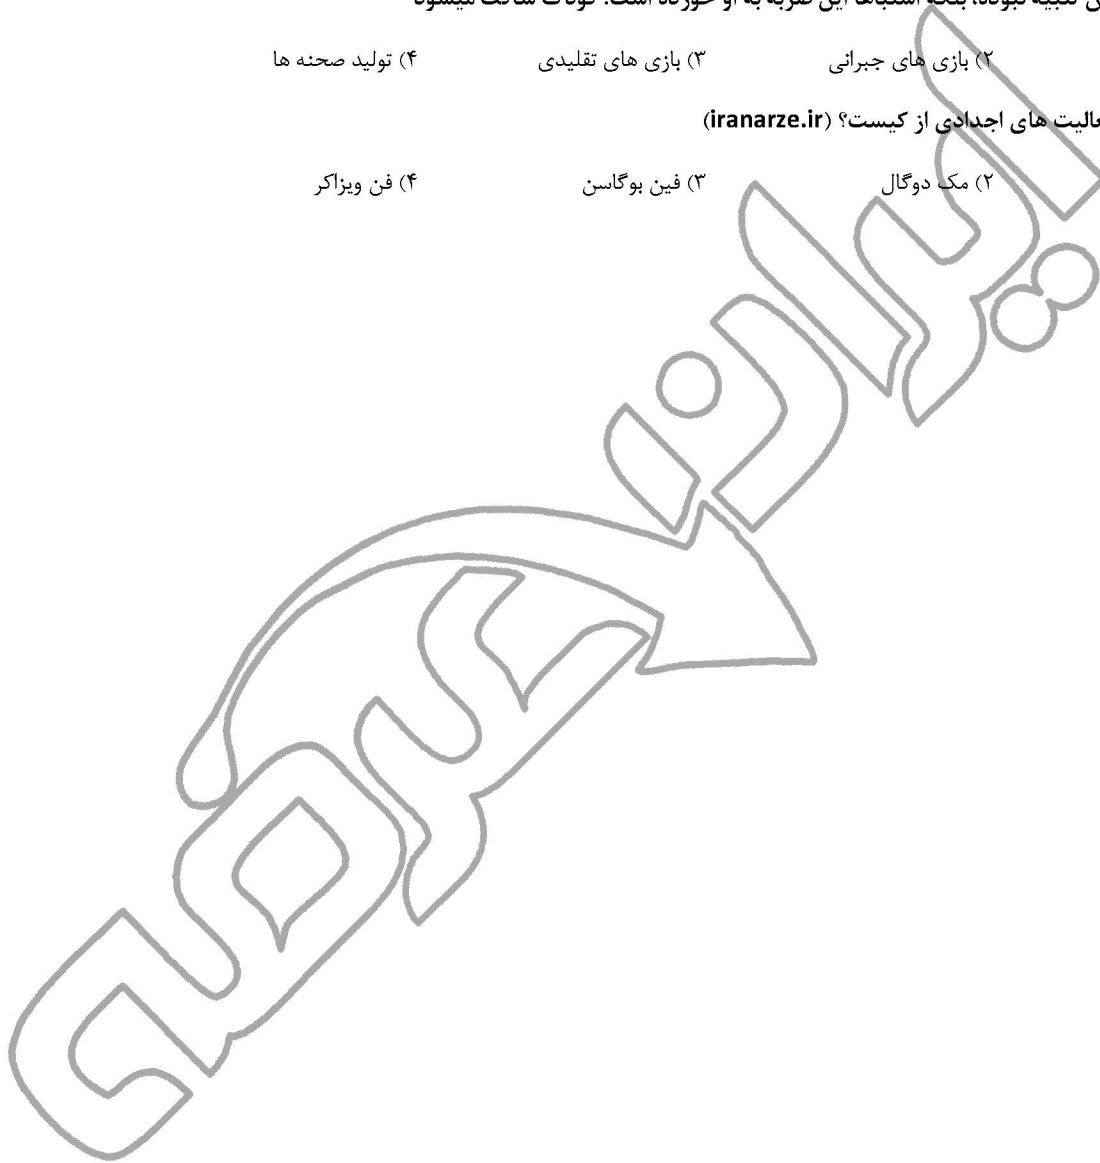 تنبیه نبوده، بلکه اشتباها این ضربه به او خورده است. کودک ساکت میشود
۲) بازی های جبرانی ۳) بازی های تقلیدی ۴) تولید صحنه ها
های اجدادی از کیست؟ (iranarze.ir)
۲) مک دوگال ۳) فین بوگاسن ۴) فن ویزاکر
ایران عرضه